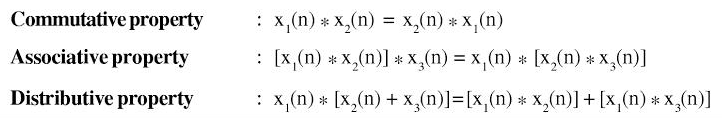 Commutative property : x₁(n) * x₂(n) = x₂(n) * x₁(n)
Associative property : [x₁(n) * x₂(n)] * x₃(n) = x₁(n) * [x₂(n) * x₃(n)]
Distributive property : x₁(n) * [x₂(n) + x₃(n)]=[x₁(n) * x₂(n)] + [x₁(n) * x₃(n)]